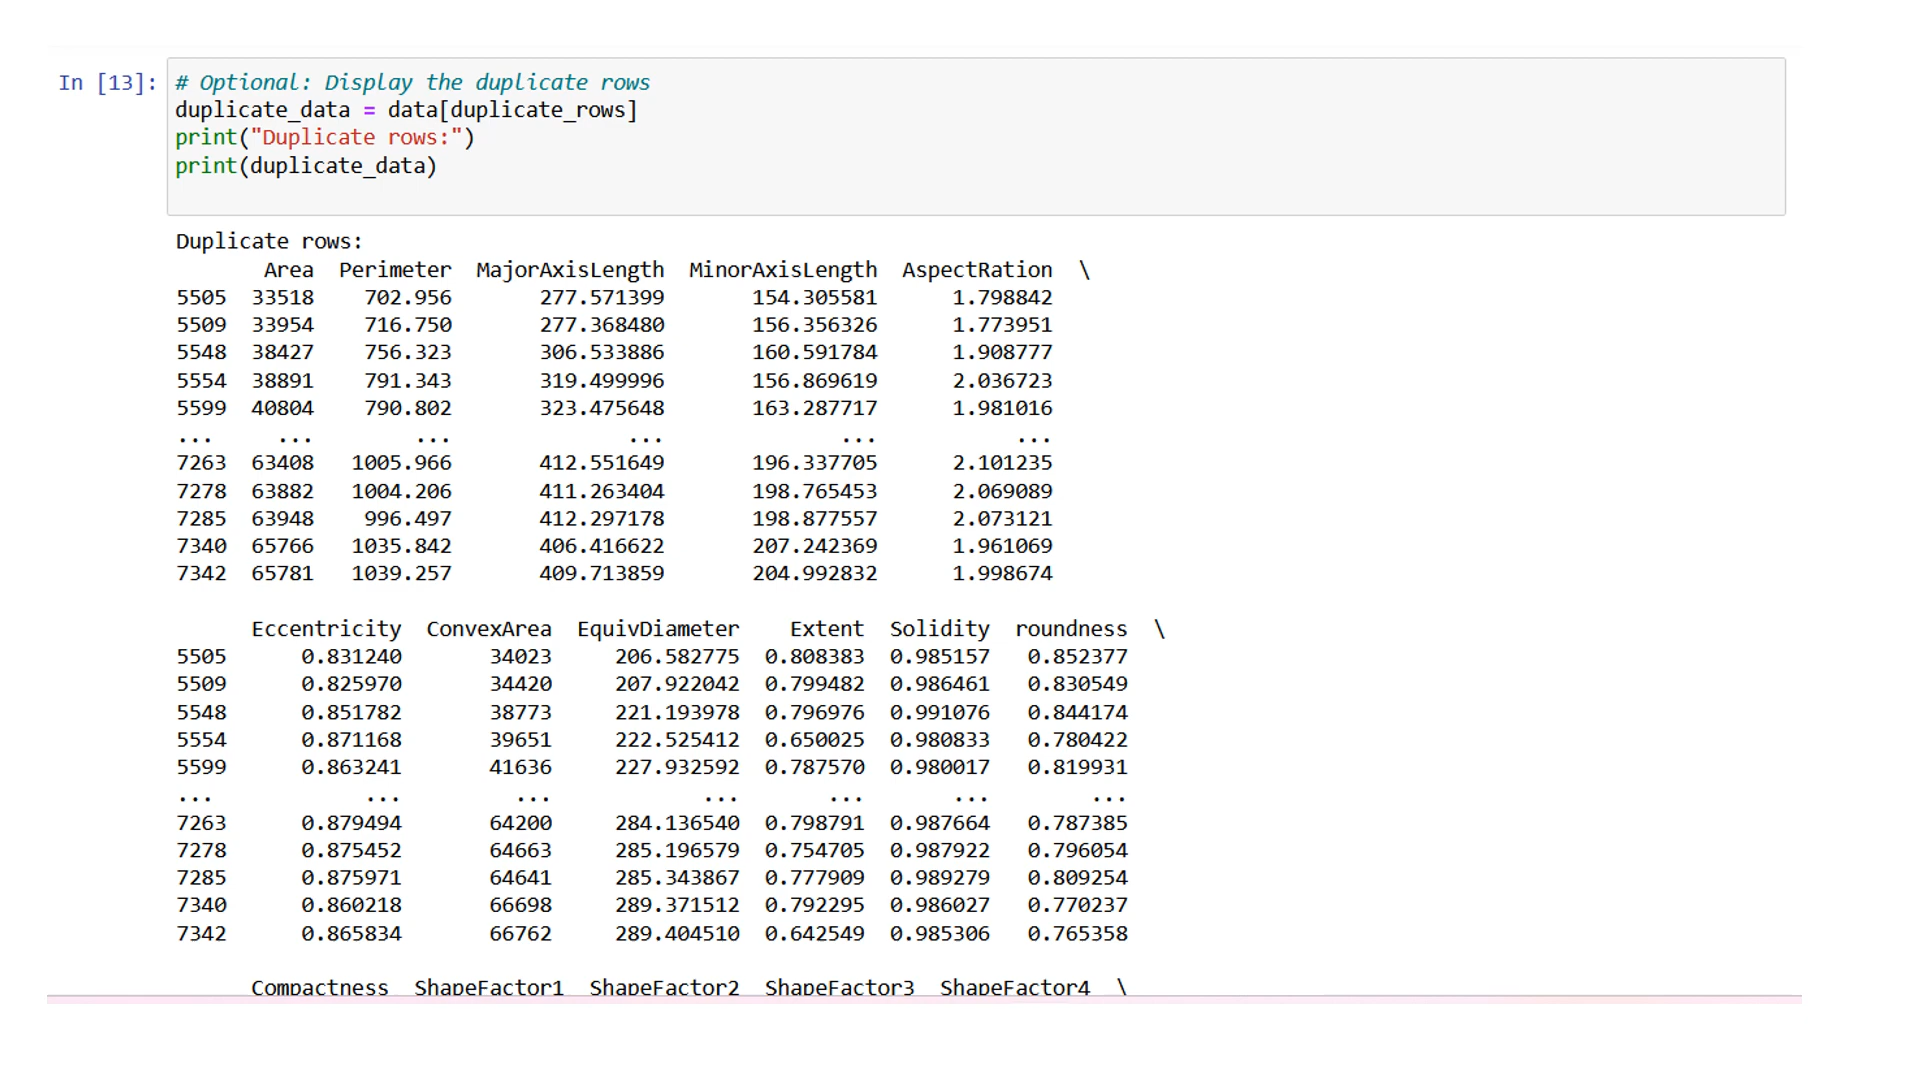 In [13]: # Optional: Display the duplicate rows
duplicate_data = data[duplicate_rows]
print("Duplicate rows:")
print(duplicate_data)
Duplicate rows:
Area Perimeter MajorAxisLength MinorAxisLength AspectRation \
5505 33518 702.956 277.571399 154.305581 1.798842
5509 33954 716.750 277.368480 156.356326 1.773951
5548 38427 756.323 306.533886 160.591784 1.908777
5554 38891 791.343 319.499996 156.869619 2.036723
5599 40804 790.802 323.475648 163.287717 1.981016
... ... ... ... ... ...
7263 63408 1005.966 412.551649 196.337705 2.101235
7278 63882 1004.206 411.263404 198.765453 2.069089
7285 63948 996.497 412.297178 198.877557 2.073121
7340 65766 1035.842 406.416622 207.242369 1.961069
7342 65781 1039.257 409.713859 204.992832 1.998674
Eccentricity ConvexArea EquivDiameter Extent Solidity roundness \
5505 0.831240 34023 206.582775 0.808383 0.985157 0.852377
5509 0.825970 34420 207.922042 0.799482 0.986461 0.830549
5548 0.851782 38773 221.193978 0.796976 0.991076 0.844174
5554 0.871168 39651 222.525412 0.650025 0.980833 0.780422
5599 0.863241 41636 227.932592 0.787570 0.980017 0.819931
... ... ... ... ... ... ...
7263 0.879494 64200 284.136540 0.798791 0.987664 0.787385
7278 0.875452 64663 285.196579 0.754705 0.987922 0.796054
7285 0.875971 64641 285.343867 0.777909 0.989279 0.809254
7340 0.860218 66698 289.371512 0.792295 0.986027 0.770237
7342 0.865834 66762 289.404510 0.642549 0.985306 0.765358
Compactness ShapeFactor1 ShapeFactor2 ShapeFactor3 ShapeFactor4 \